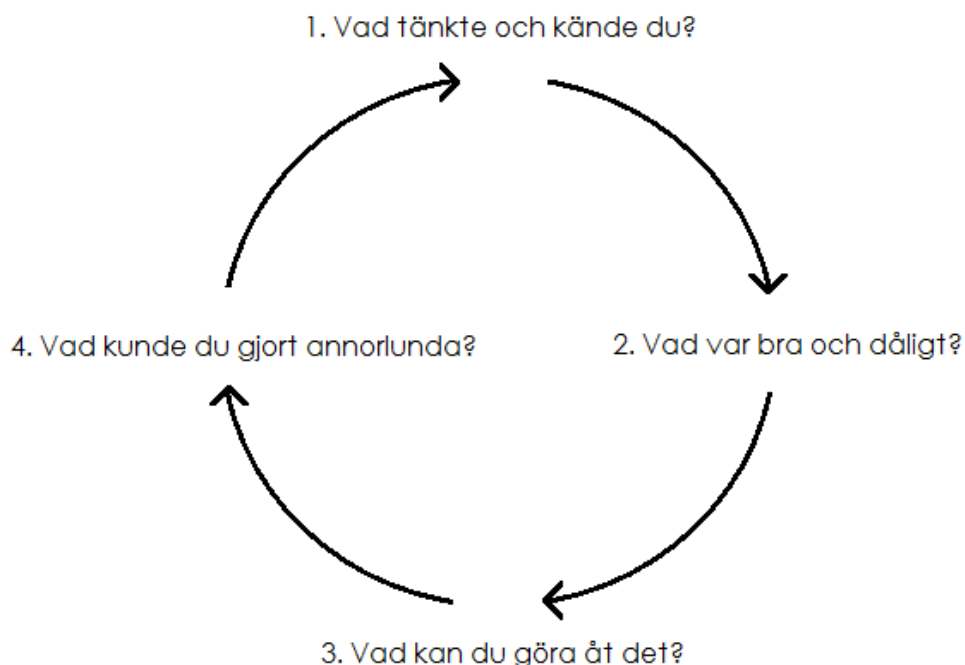 1. Vad tänkte och kände du?
2. Vad var bra och dåligt?
3. Vad kan du göra åt det?
4. Vad kunde du gjort annorlunda?